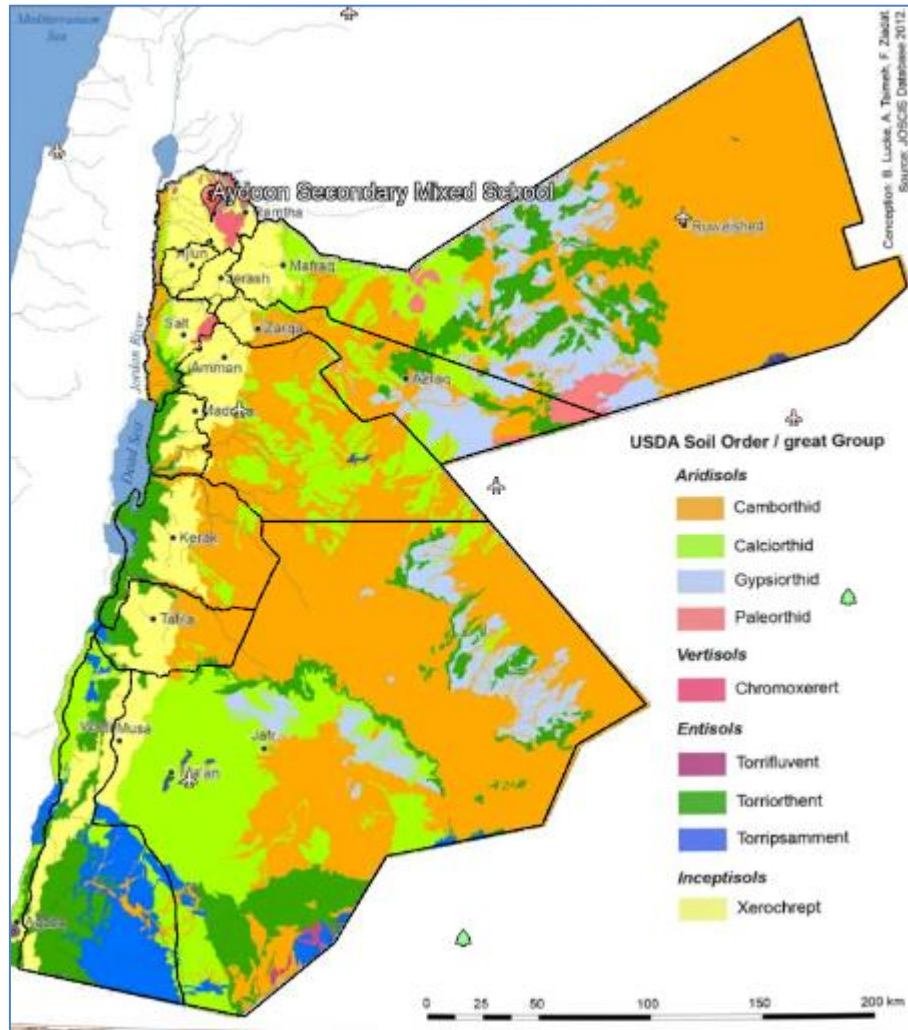 Mediterranean
Sea
Conception: B. Lucke, A. Taimeh, F. Ziadat.
Source: JOSCIS Database 2012.
Aydoon Secondary Mixed School
Ramtha
Ruweished
Ajlun
Mafraq
Jerash
Jordan River
Salt
Zarqa
Amman
Azraq
Madaba
Dead Sea
USDA Soil Order / great Group
Aridisols
Camborthid
Calciorthid
Kerak
Gypsiorthid
Paleorthid
Tafila
Vertisols
Chromoxerert
Wadi Musa
Jafr
Entisols
Torrifluvent
Ma'an
Torriorthent
Torripsamment
Inceptisols
Xerochrept
Aqaba
0 25 50 100 150 200 km